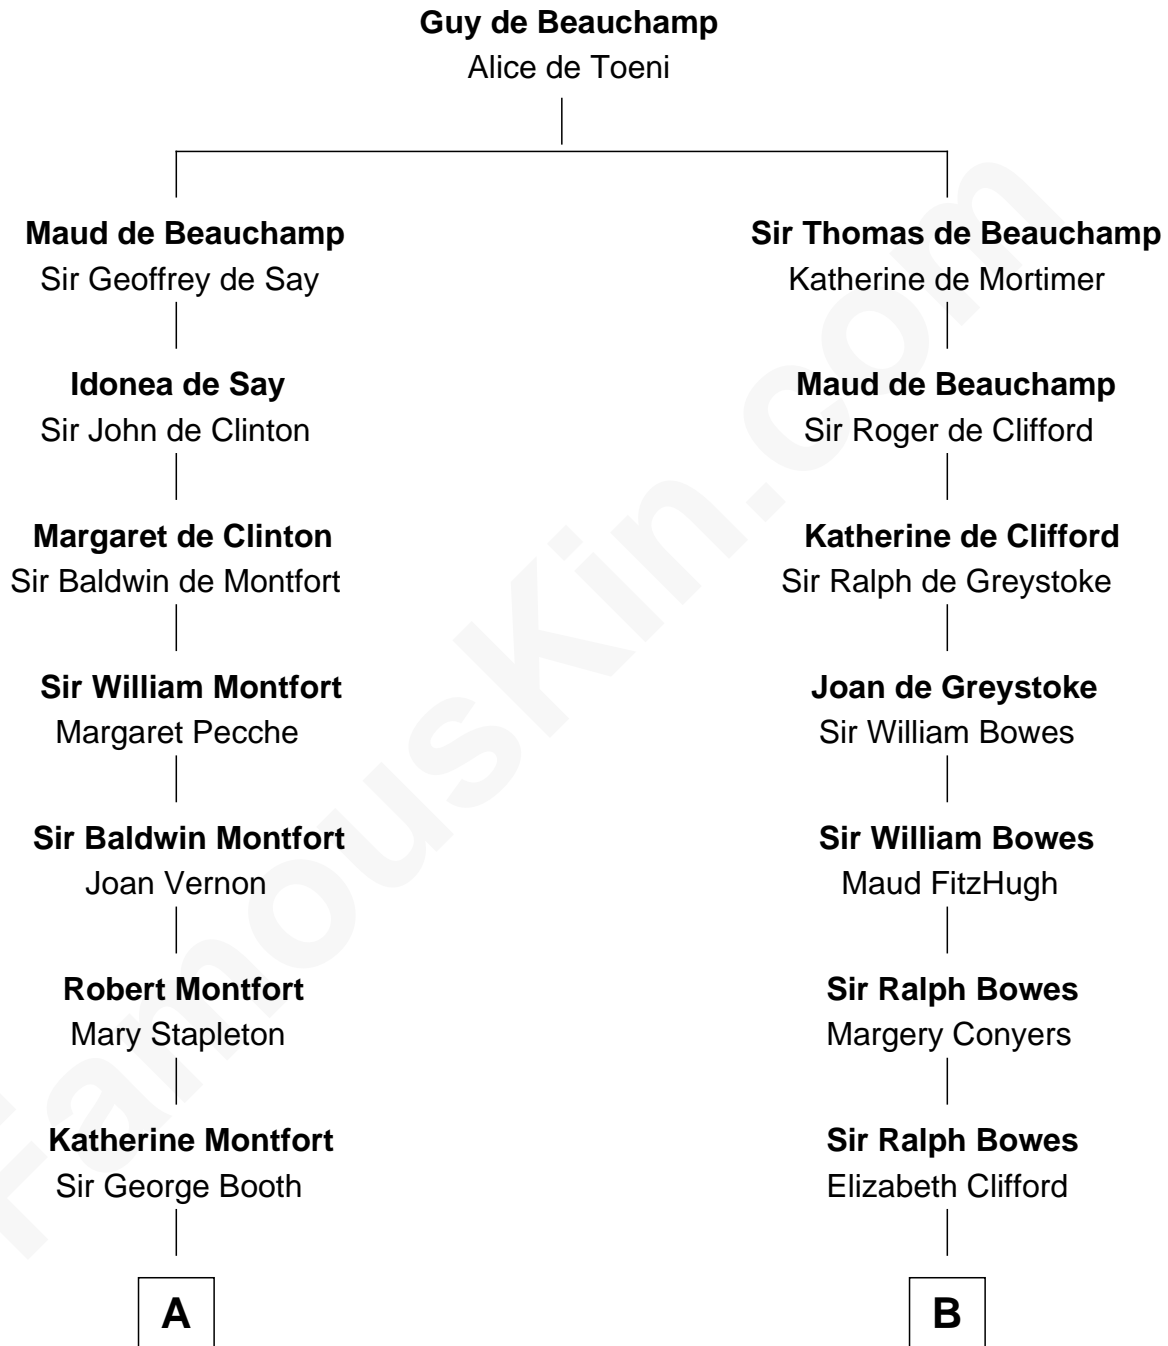 Guy de Beauchamp
Alice de Toeni
Maud de Beauchamp
Sir Geoffrey de Say
Sir Thomas de Beauchamp
Katherine de Mortimer
Idonea de Say
Sir John de Clinton
Maud de Beauchamp
Sir Roger de Clifford
Margaret de Clinton
Sir Baldwin de Montfort
Katherine de Clifford
Sir Ralph de Greystoke
Sir William Montfort
Margaret Pecche
Joan de Greystoke
Sir William Bowes
Sir Baldwin Montfort
Joan Vernon
Sir William Bowes
Maud FitzHugh
Robert Montfort
Mary Stapleton
Sir Ralph Bowes
Margery Conyers
Katherine Montfort
Sir George Booth
Sir Ralph Bowes
Elizabeth Clifford
A
B
FamousKin.com